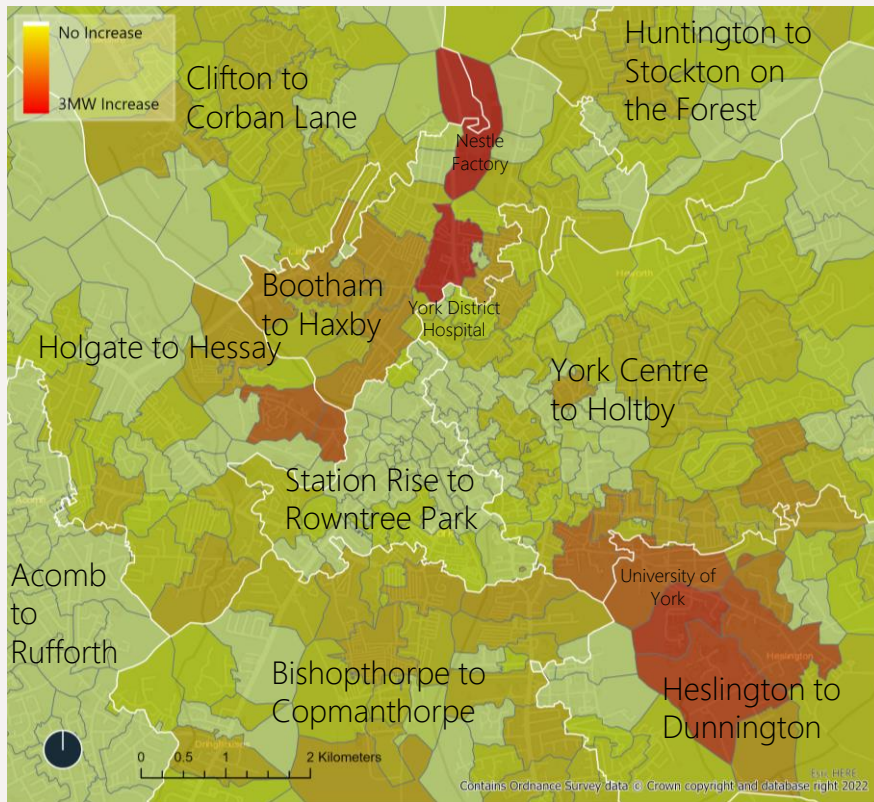 No Increase
3MW Increase
Clifton to
Corban Lane
Huntington to
Stockton on
the Forest
Nestle
Factory
Bootham
to Haxby
York District
Hospital
Holgate to Hessay
York Centre
to Holtby
Station Rise to
Rowntree Park
Acomb
to
Rufforth
University of
York
Heslington
Bishopthorpe to
Copmanthorpe
Heslington to
Dunnington
0 0.5 1 2 Kilometers
Esri, HERE
Contains Ordnance Survey data © Crown copyright and database right 2022